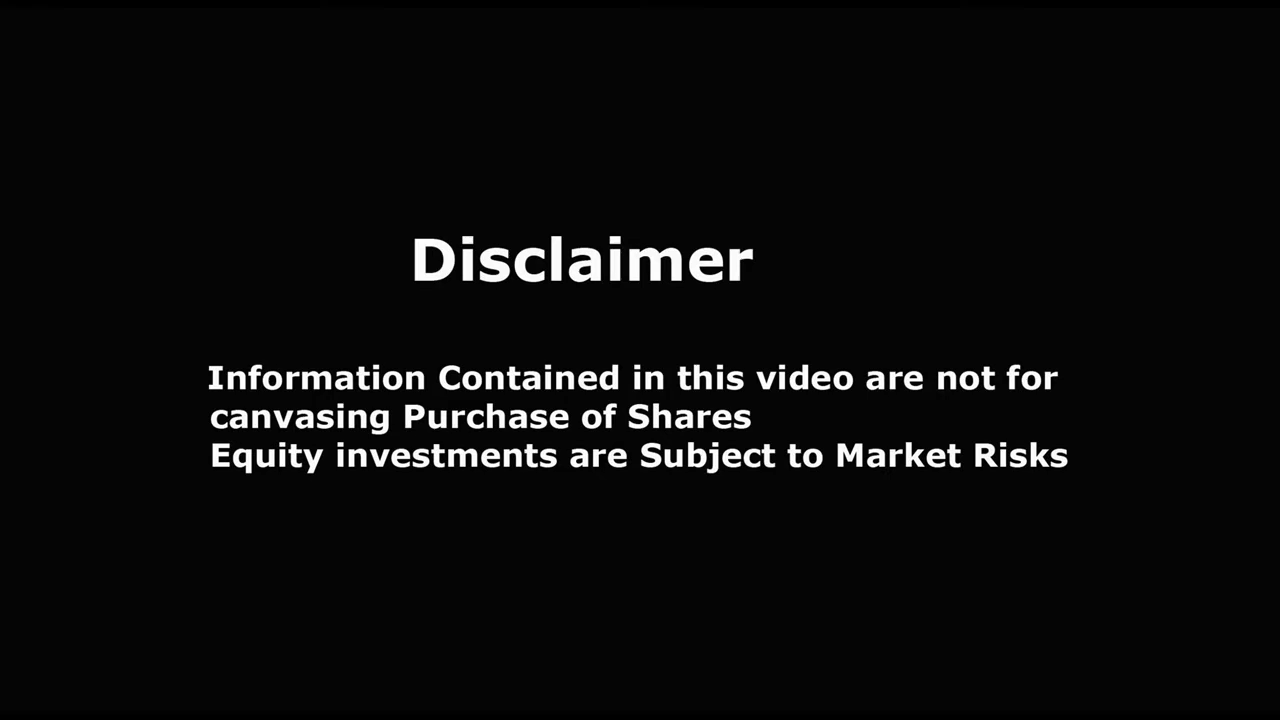 Disclaimer
Information Contained in this video are not for
canvasing Purchase of Shares
Equity investments are Subject to Market Risks